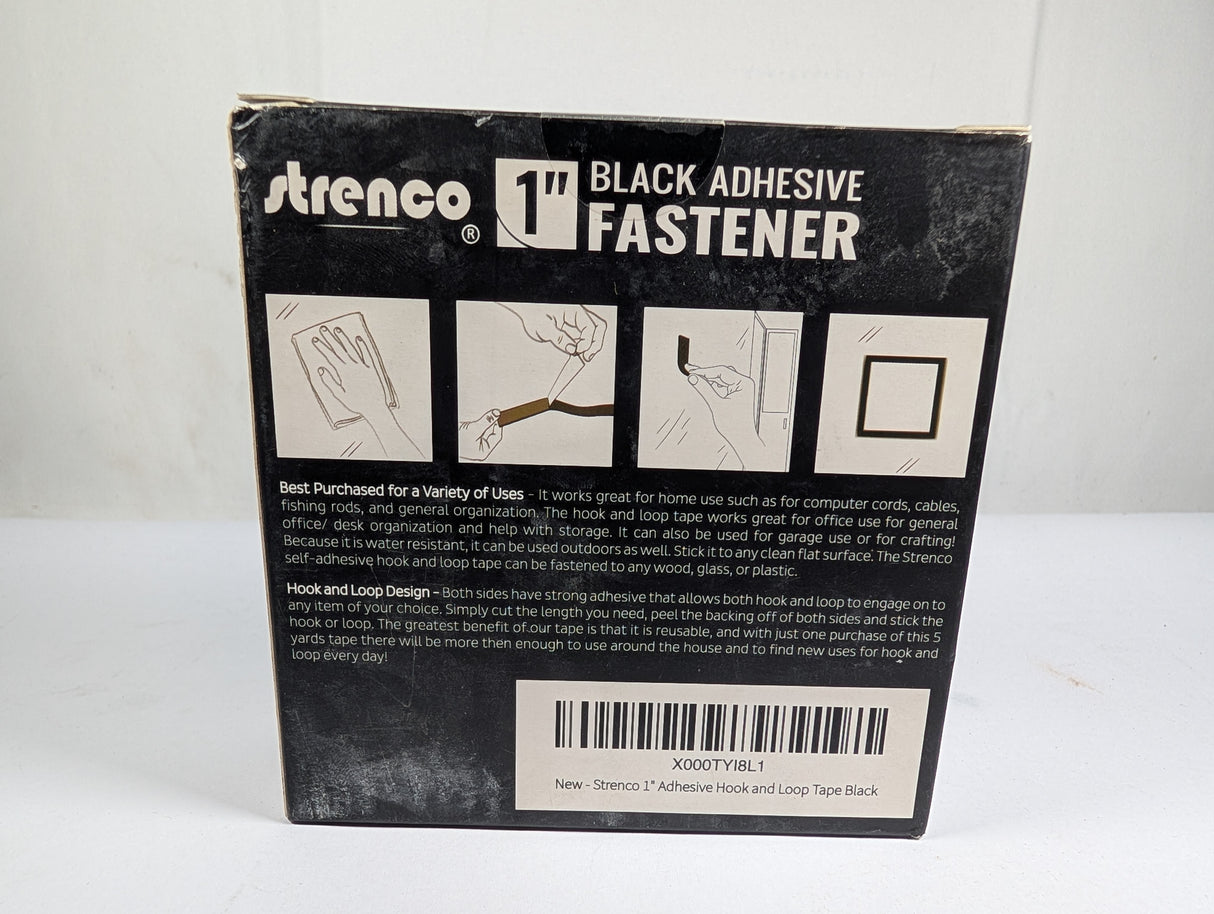 strenco ®
1" BLACK ADHESIVE
FASTENER
Best Purchased for a Variety of Uses - It works great for home use such as for computer cords, cables,
fishing rods, and general organization. The hook and loop tape works great for office use for general
office/ desk organization and help with storage. It can also be used for garage use or for crafting!
Because it is water resistant, it can be used outdoors as well. Stick it to any clean flat surface. The Strenco
self-adhesive hook and loop tape can be fastened to any wood, glass, or plastic.
Hook and Loop Design - Both sides have strong adhesive that allows both hook and loop to engage on to
any item of your choice. Simply cut the length you need, peel the backing off of both sides and stick the
hook or loop. The greatest benefit of our tape is that it is reusable, and with just one purchase of this 5
yards tape there will be more then enough to use around the house and to find new uses for hook and
loop every day!
X000TYI8L1
New - Strenco 1" Adhesive Hook and Loop Tape Black